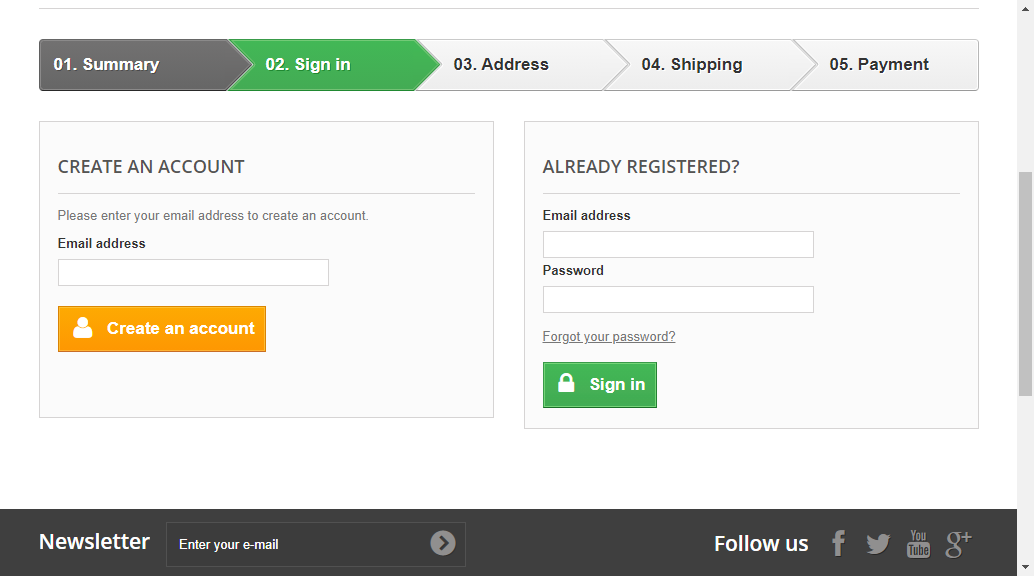 01. Summary
02. Sign in
03. Address
04. Shipping
05. Payment
CREATE AN ACCOUNT
Please enter your email address to create an account.
Email address
Create an account
ALREADY REGISTERED?
Email address
Password
Forgot your password?
Sign in
Newsletter
Enter your e-mail
Follow us
You
Tube
g+